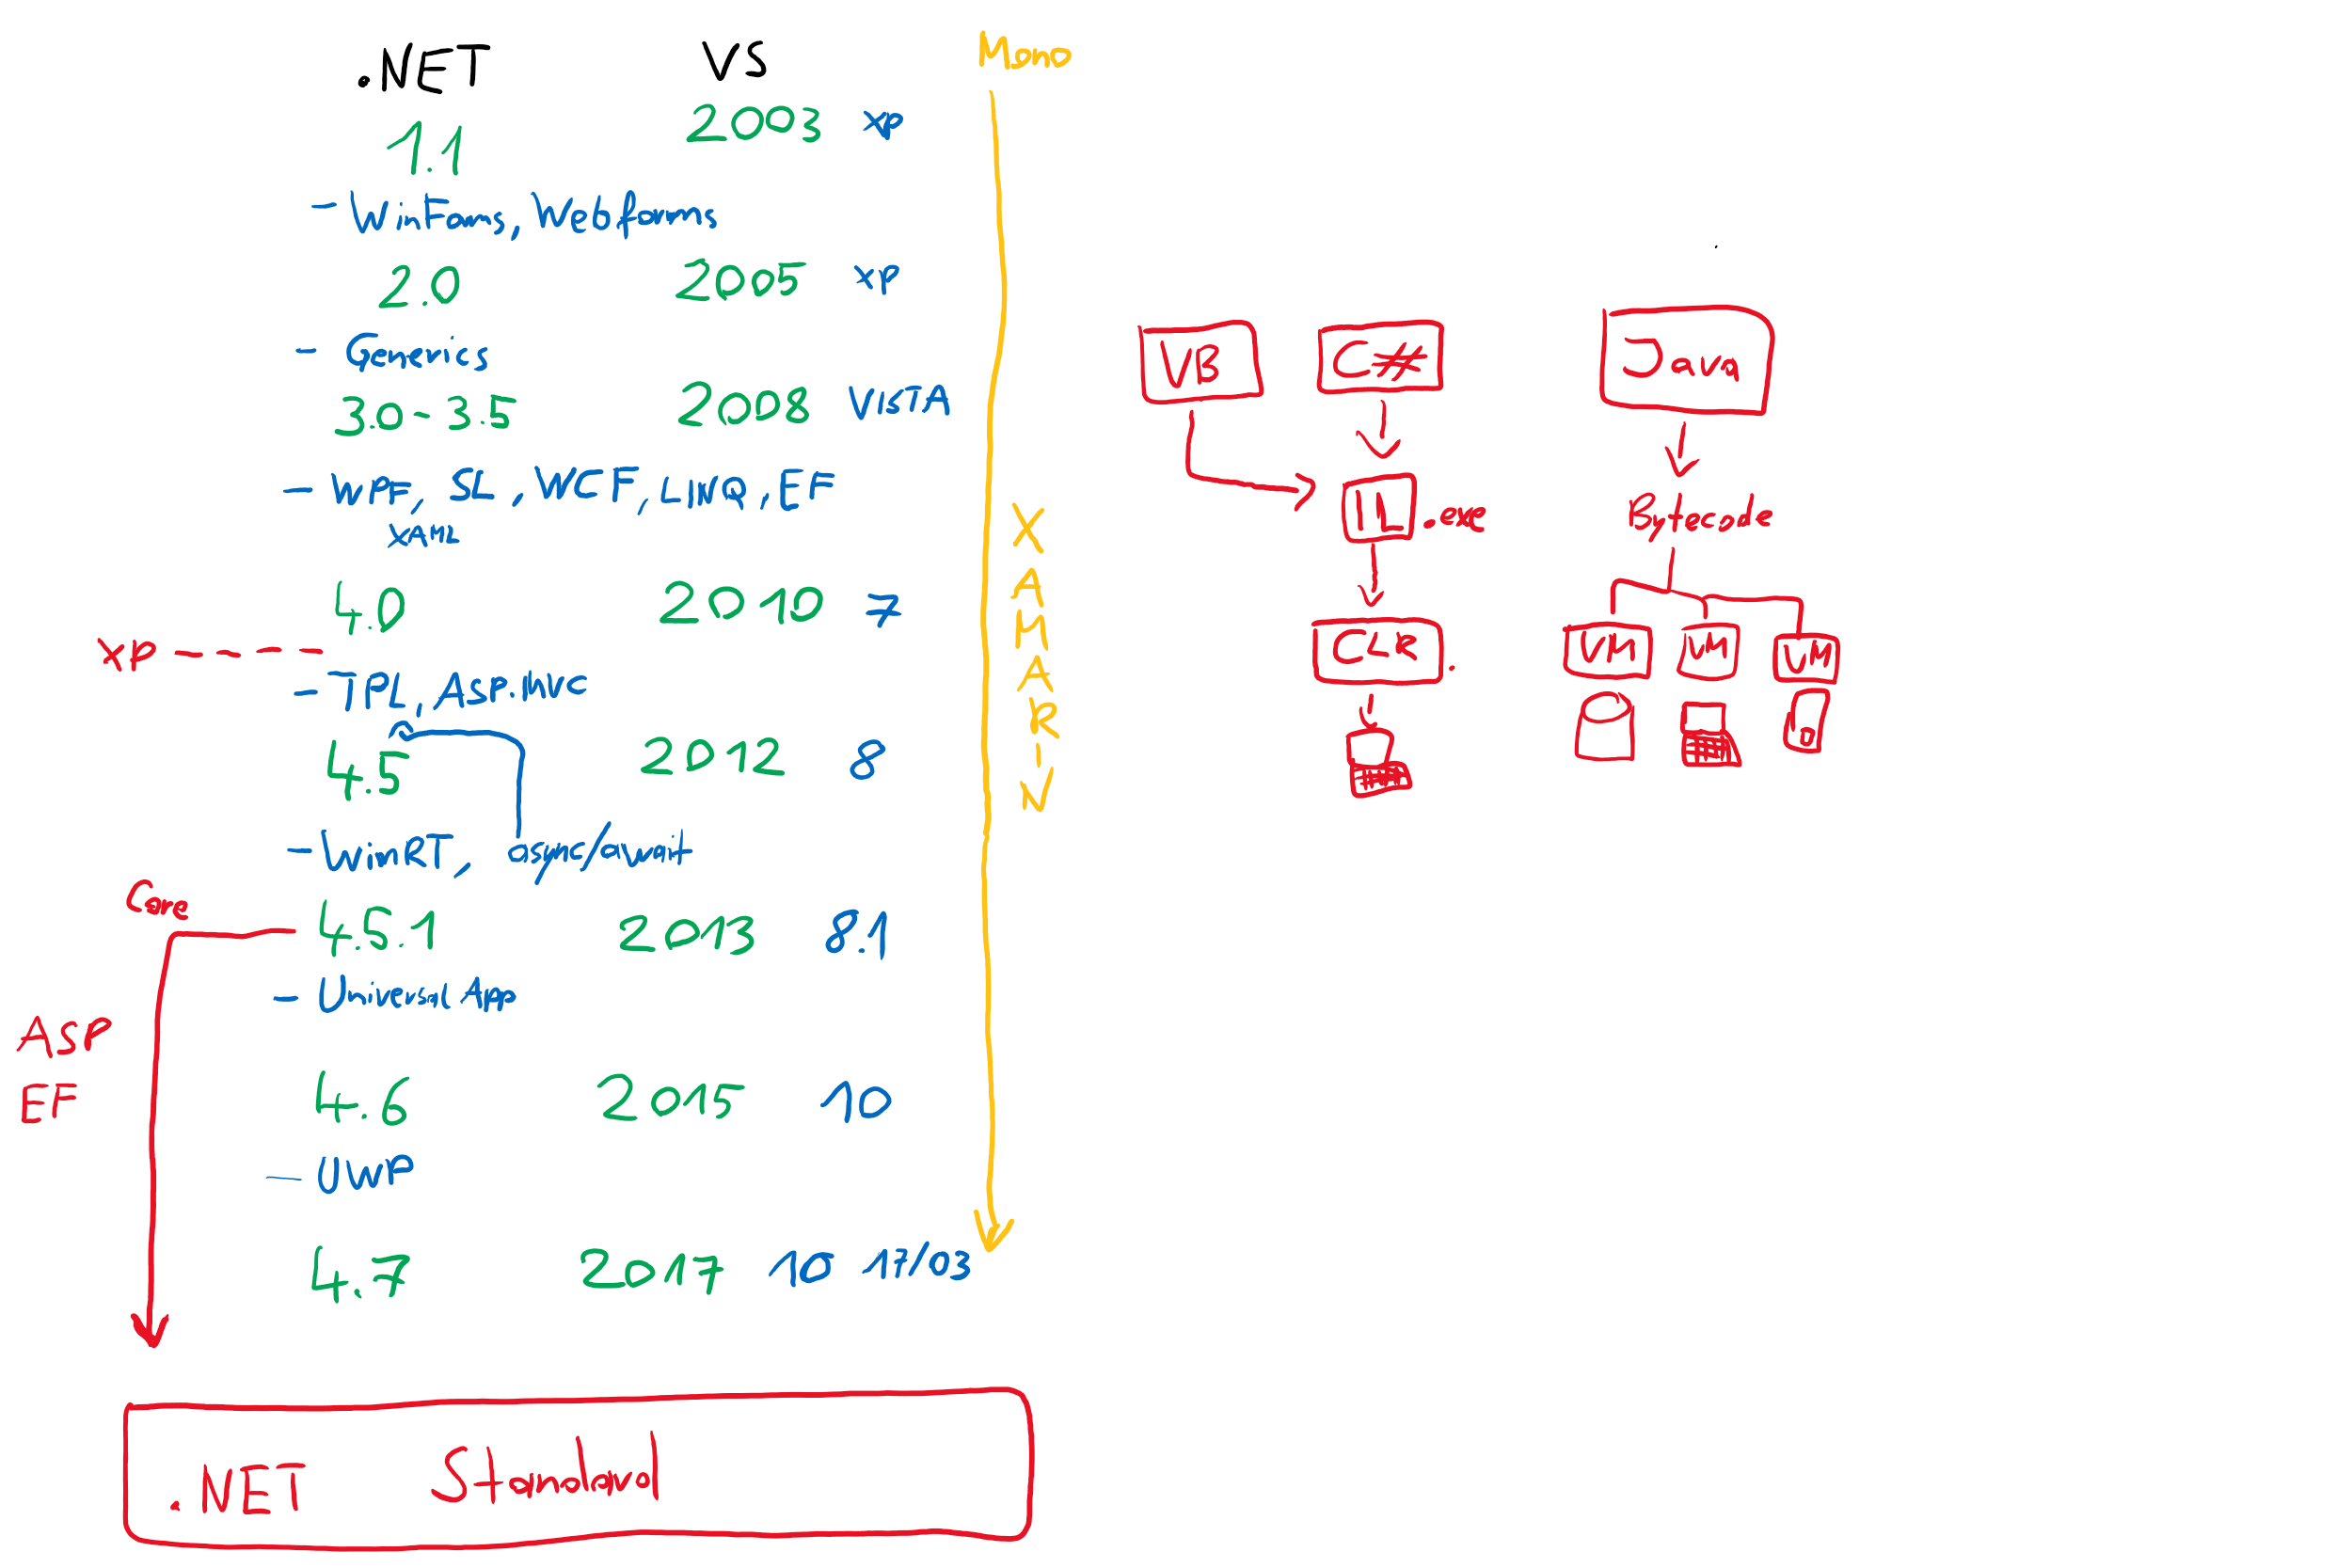 .NET VS Mono
1.1 2003 XP
- WinForms, Webforms
2.0 2005 XP
- Generics
3.0-3.5 2008 VISTA
- WPF, SL, WCF, LINQ, EF
XAML
4.0 2010 7
XP
- TPL, ASP.MVC
4.5 2012 8
- WinRT, async/await
Core
4.5.1 2013 8.1
- Universal App
ASP
EF
4.6 2015 10
- UWP
4.7 2017 10 17/03
XAMARIN
.NET Standard
VB C# Java
IL .exe Bytecode
CLR. VM VM VM